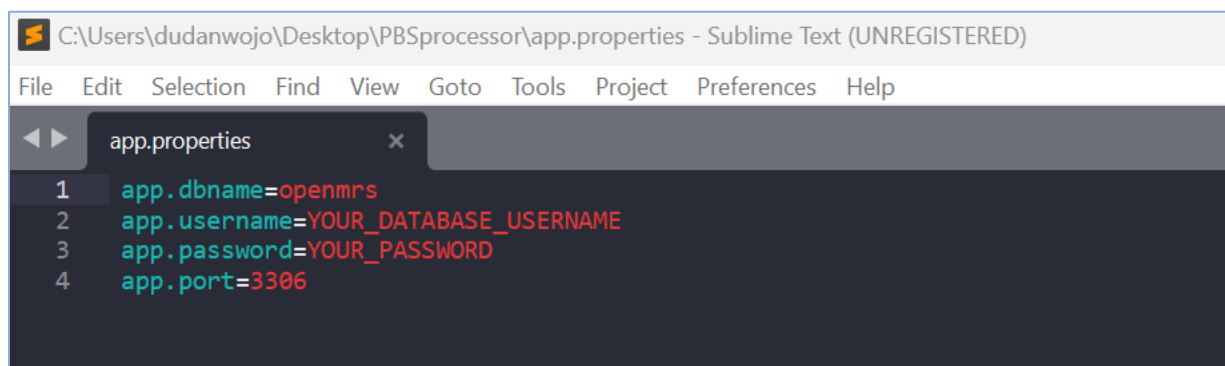 C:\Users\dudanwojo\Desktop\PBSprocessor\app.properties - Sublime Text (UNREGISTERED)
File Edit Selection Find View Goto Tools Project Preferences Help
app.properties ×
1 app.dbname=openmrs
2 app.username=YOUR_DATABASE_USERNAME
3 app.password=YOUR_PASSWORD
4 app.port=3306